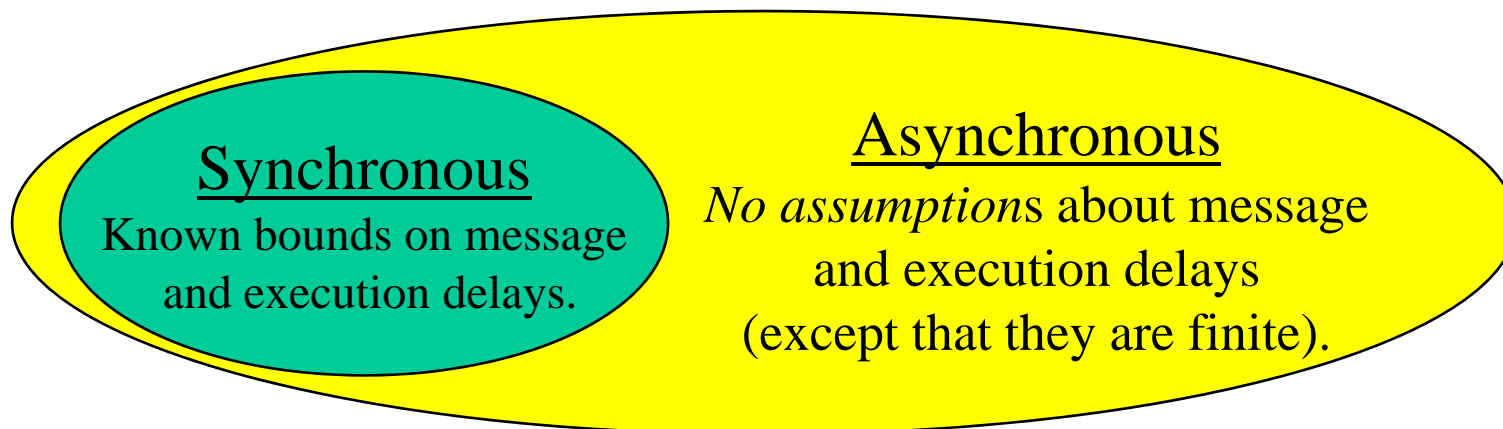 Synchronous
Known bounds on message
and execution delays.
Asynchronous
No assumptions about message
and execution delays
(except that they are finite).